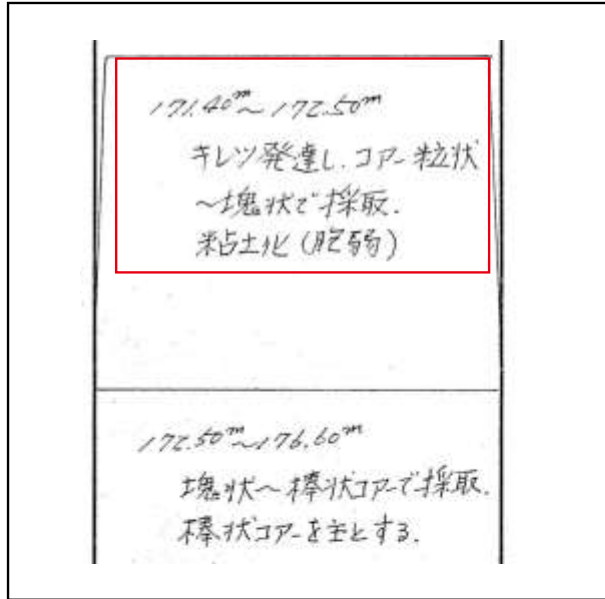 171.40m～172.50m
キレツ発達し.コアー粒状
～塊状で採取.
粘土化(脆弱)
172.50m～176.60m
塊状～棒状コアーで採取.
棒状コアーを主とする.